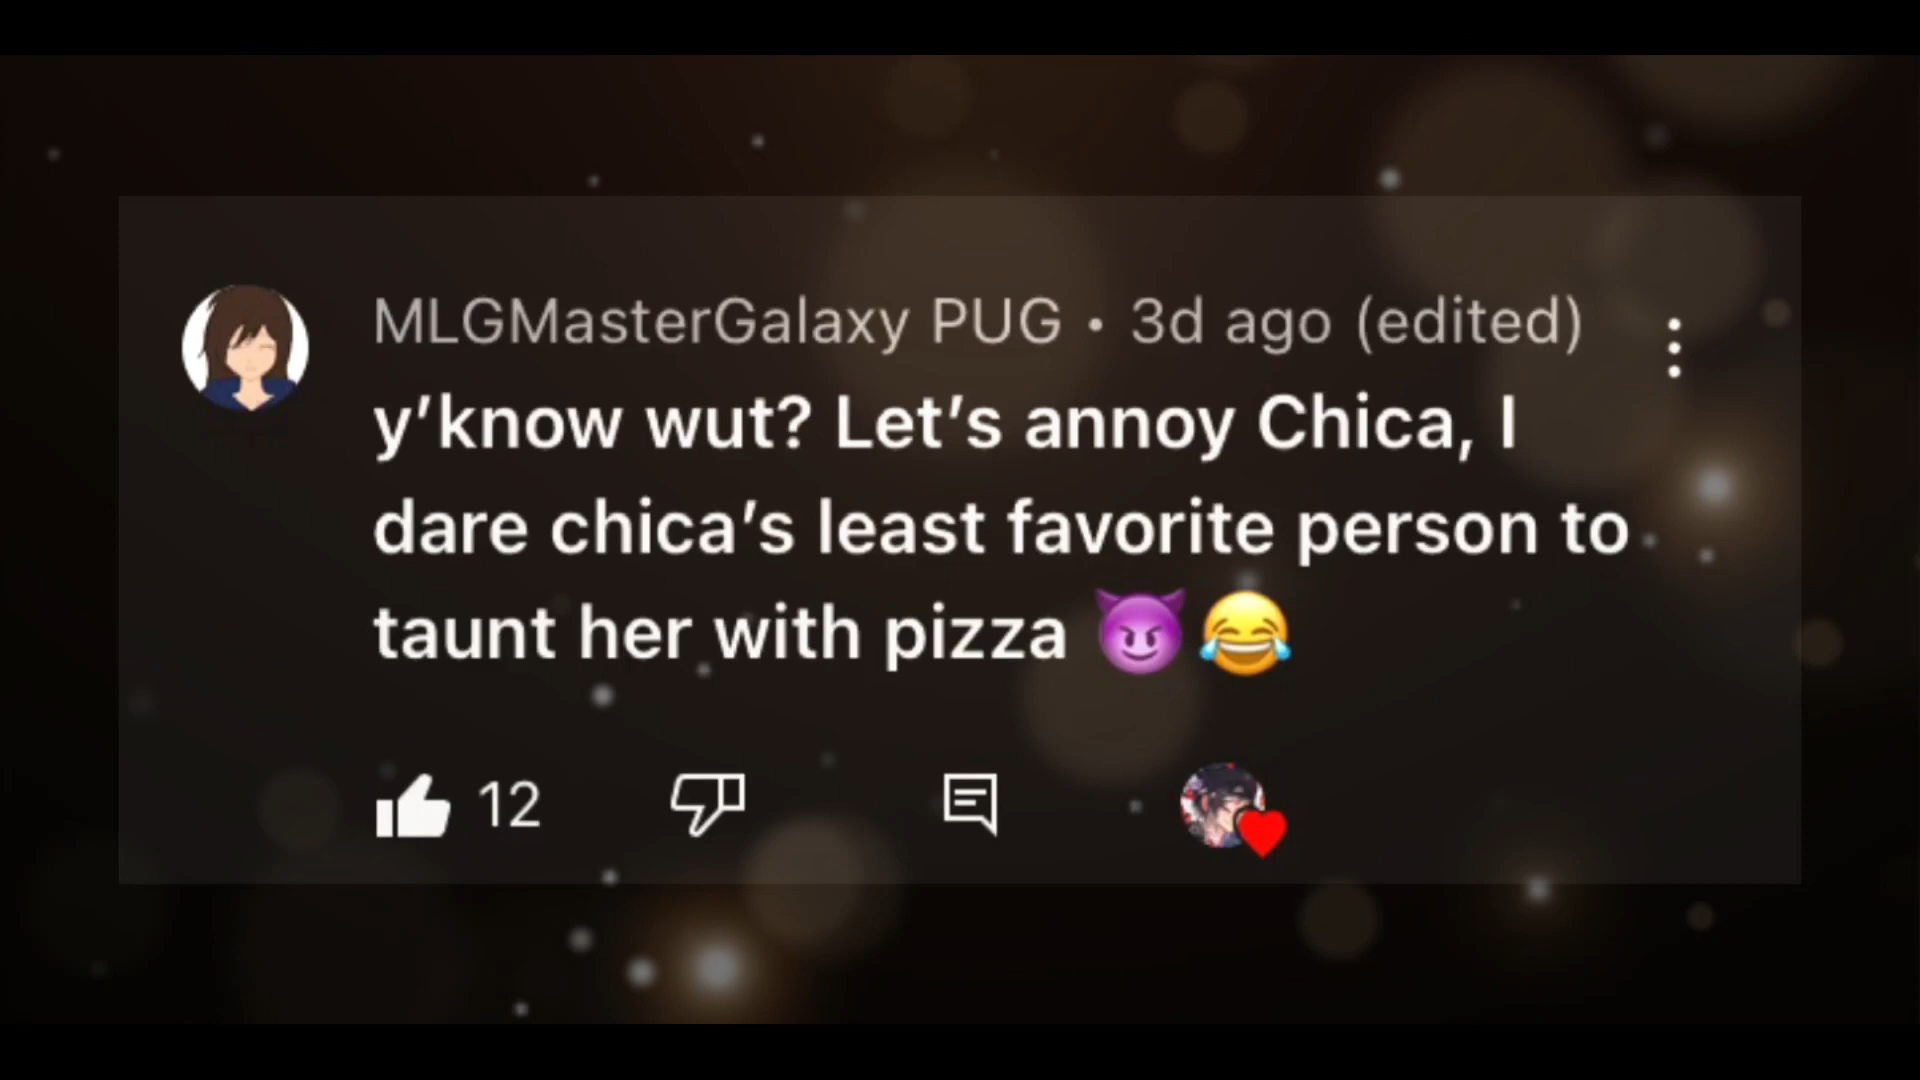 MLGMasterGalaxy PUG • 3d ago (edited)
y’know wut? Let’s annoy Chica, I
dare chica’s least favorite person to
taunt her with pizza 😈😂
12